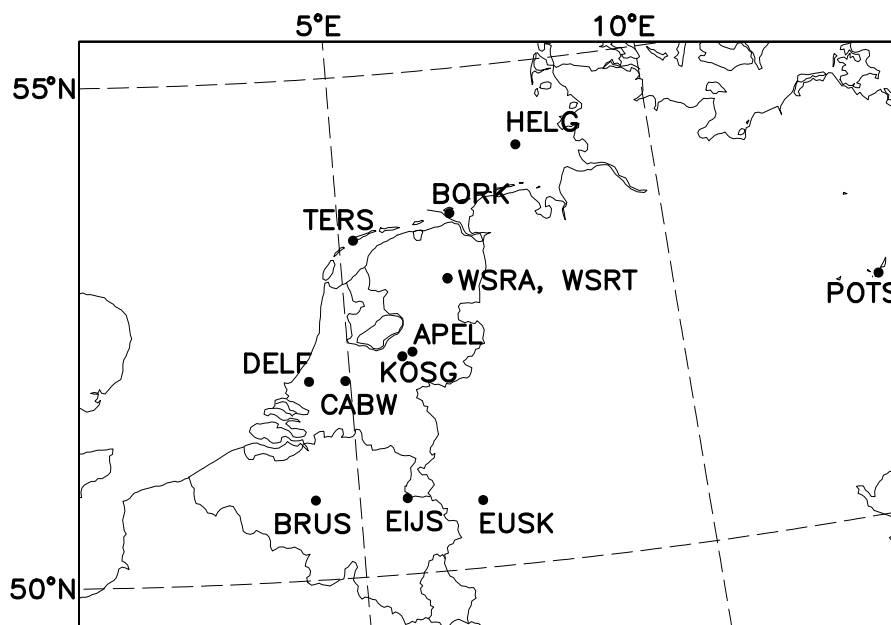 5°E 10°E
55°N
HELG
BORK
TERS
WSRA, WSRT
POTS
APEL
DELF
KOSG
CABW
BRUS
EIJS
EUSK
50°N